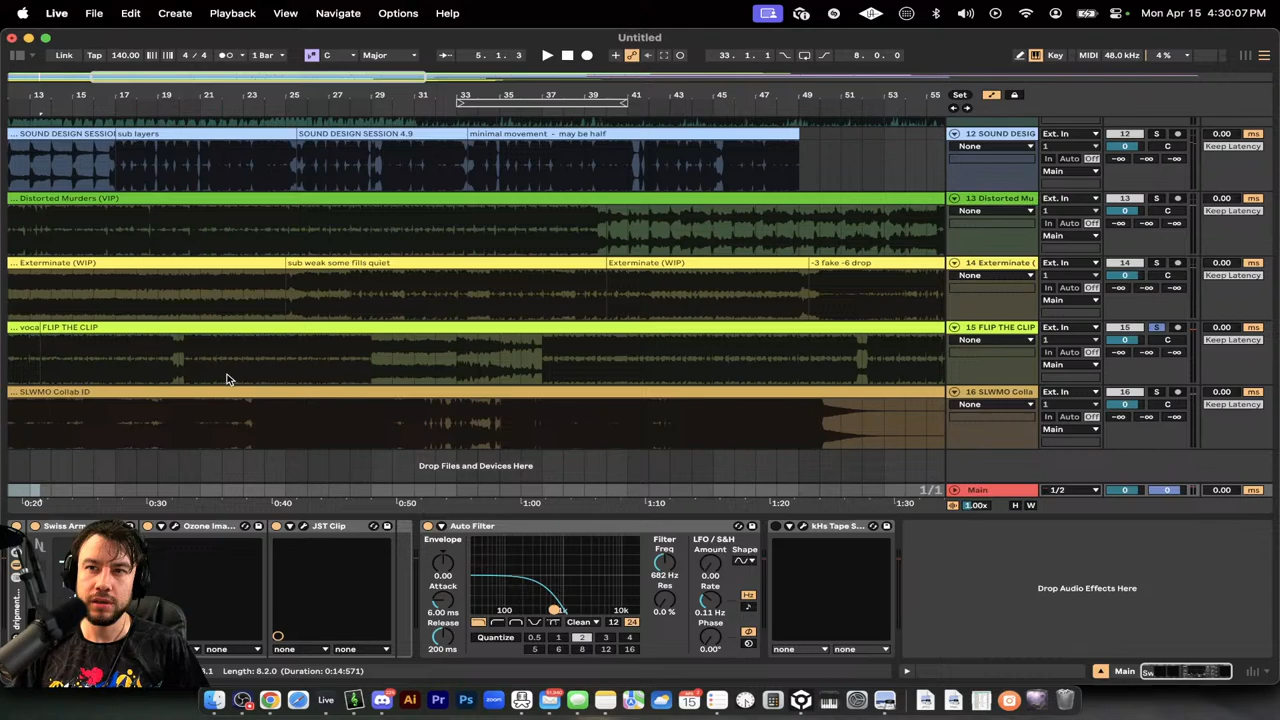 Live File Edit Create Playback View Navigate Options Help Mon Apr 15 4:30:07 PM
Untitled
Link Tap 140.00 4 / 4 1 Bar C Major 5. 1. 3 33. 1. 1 8. 0. 0 Key MIDI 48.0 kHz 4 %
13 15 17 19 21 23 25 27 29 31 33 35 37 39 41 43 45 47 49 51 53 55 Set
... SOUND DESIGN SESSIO sub layers SOUND DESIGN SESSION 4.9 minimal movement - may be half 12 SOUND DESIG Ext. In 12 S 0.00 ms
None 1 0 C Keep Latency
In Auto Off -∞ -∞
Main
... Distorted Murders (VIP) 13 Distorted Mu Ext. In 13 S 0.00 ms
None 1 0 C Keep Latency
In Auto Off -∞ -∞
Main
... Exterminate (WIP) sub weak some fills quiet Exterminate (WIP) -3 fake -6 drop 14 Exterminate ( Ext. In 14 S 0.00 ms
None 1 0 C Keep Latency
In Auto Off -∞ -∞
Main
... voca FLIP THE CLIP 15 FLIP THE CLIP Ext. In 15 S 0.00 ms
None 1 0 C Keep Latency
In Auto Off -∞ -∞
Main
... SLWMO Collab ID 16 SLWMO Colla Ext. In 16 S 0.00 ms
None 1 0 C Keep Latency
In Auto Off -∞ -∞
Main
Drop Files and Devices Here
1/1 Main 1/2 0 0 0.00 ms
0:20 0:30 0:40 0:50 1:00 1:10 1:20 1:30 1.00x H W
Swiss Arm Ozone Ima... JST Clip Auto Filter kHs Tape S...
Envelope Filter LFO / S&H
Freq Amount Shape
0.00 682 Hz 0.00
Attack Res Rate Hz
6.00 ms 100 1k 10k 0.0 % 0.11 Hz
Release Clean 12 24 Phase
Quantize 0.5 1 2 3 4
200 ms 5 6 8 12 16 0.00°
none none none none none
Drop Audio Effects Here
.1 Length: 8.2.0 (Duration: 0:14:571) Main